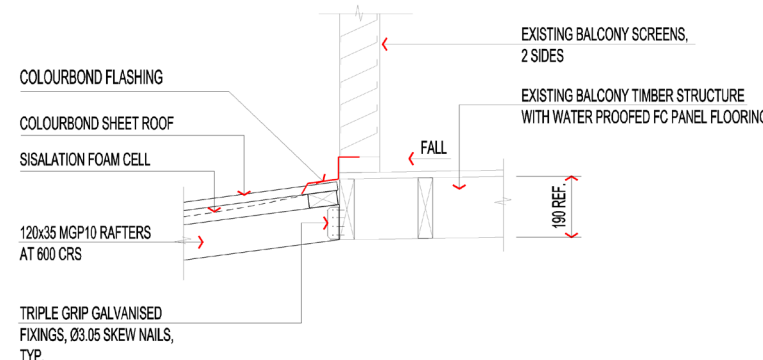 EXISTING BALCONY SCREENS,
2 SIDES
COLOURBOND FLASHING
EXISTING BALCONY TIMBER STRUCTURE
WITH WATER PROOFED FC PANEL FLOORING
COLOURBOND SHEET ROOF
FALL
SISALATION FOAM CELL
190 REF.
120x35 MGP10 RAFTERS
AT 600 CRS
TRIPLE GRIP GALVANISED
FIXINGS, Ø3.05 SKEW NAILS,
TYP